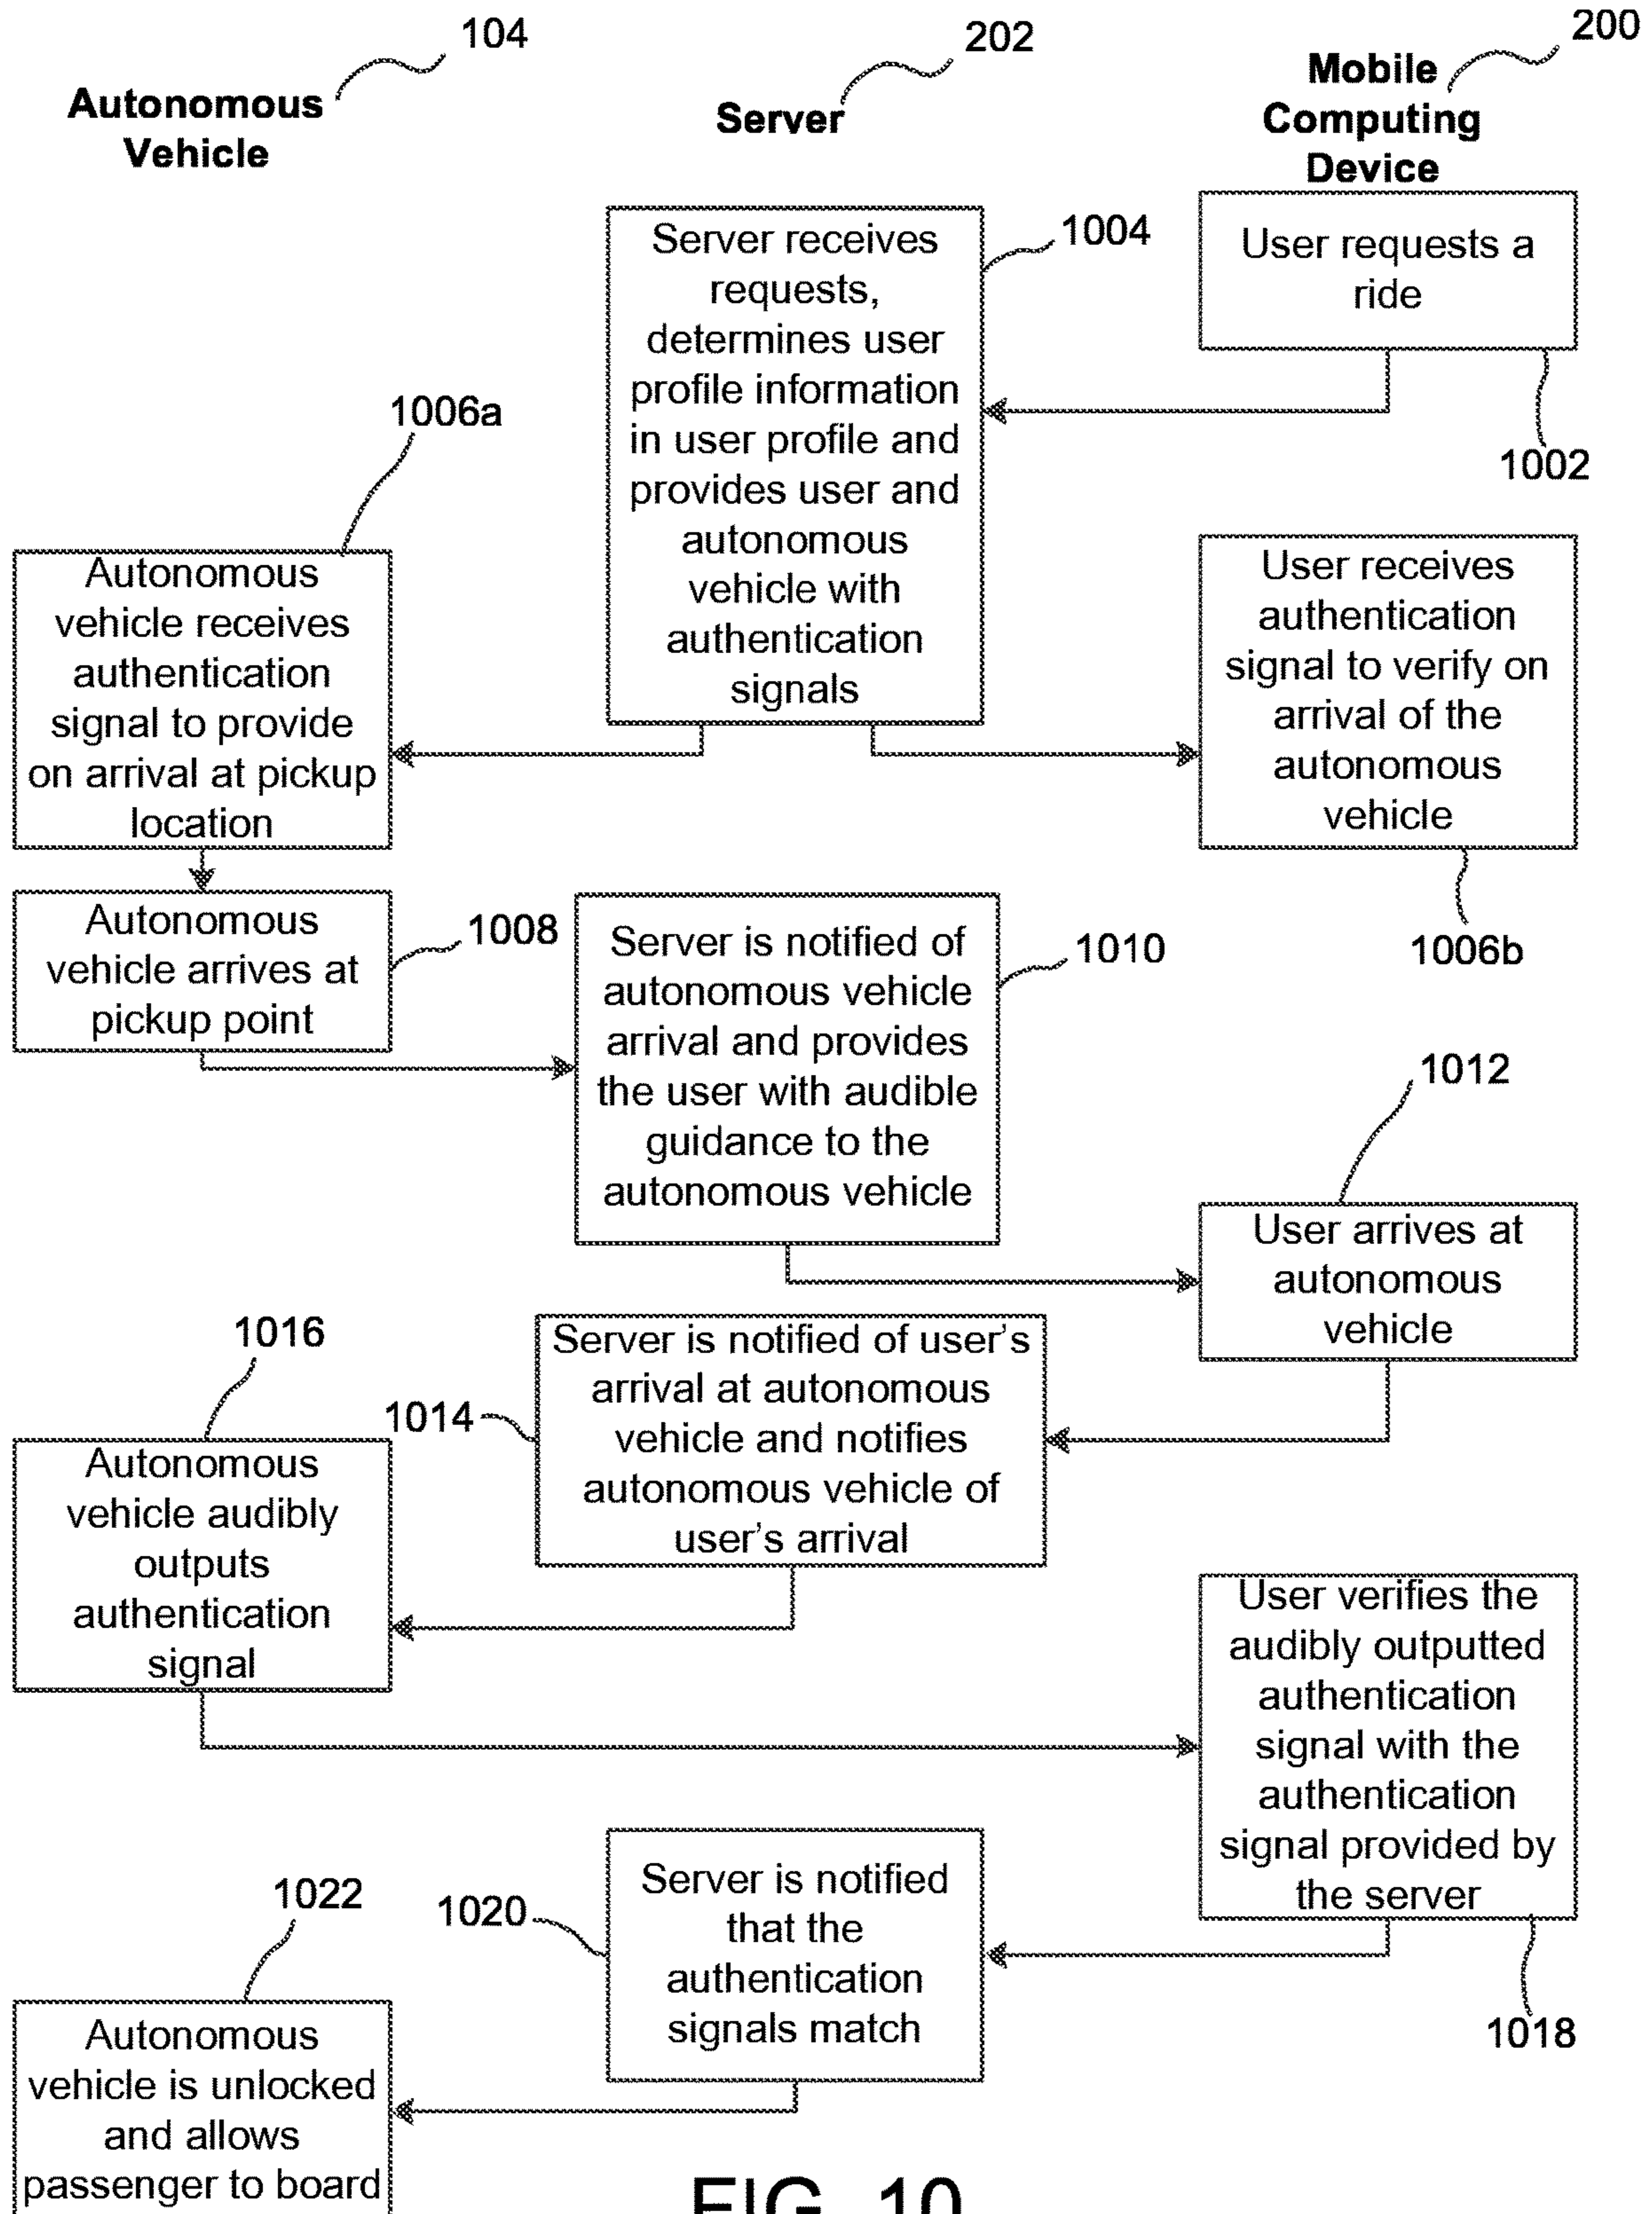 104
Autonomous
Vehicle
202
Server
200
Mobile
Computing
Device
User requests a
ride
1002
1004
Server receives
requests,
determines user
profile information
in user profile and
provides user and
autonomous
vehicle with
authentication
signals
1006a
Autonomous
vehicle receives
authentication
signal to provide
on arrival at pickup
location
User receives
authentication
signal to verify on
arrival of the
autonomous
vehicle
1006b
Autonomous
vehicle arrives at
pickup point
1008
Server is notified of
autonomous vehicle
arrival and provides
the user with audible
guidance to the
autonomous vehicle
1010
1012
User arrives at
autonomous
vehicle
1014
Server is notified of user's
arrival at autonomous
vehicle and notifies
autonomous vehicle of
user's arrival
1016
Autonomous
vehicle audibly
outputs
authentication
signal
User verifies the
audibly outputted
authentication
signal with the
authentication
signal provided by
the server
1018
1020
Server is notified
that the
authentication
signals match
1022
Autonomous
vehicle is unlocked
and allows
passenger to board
FIG. 10